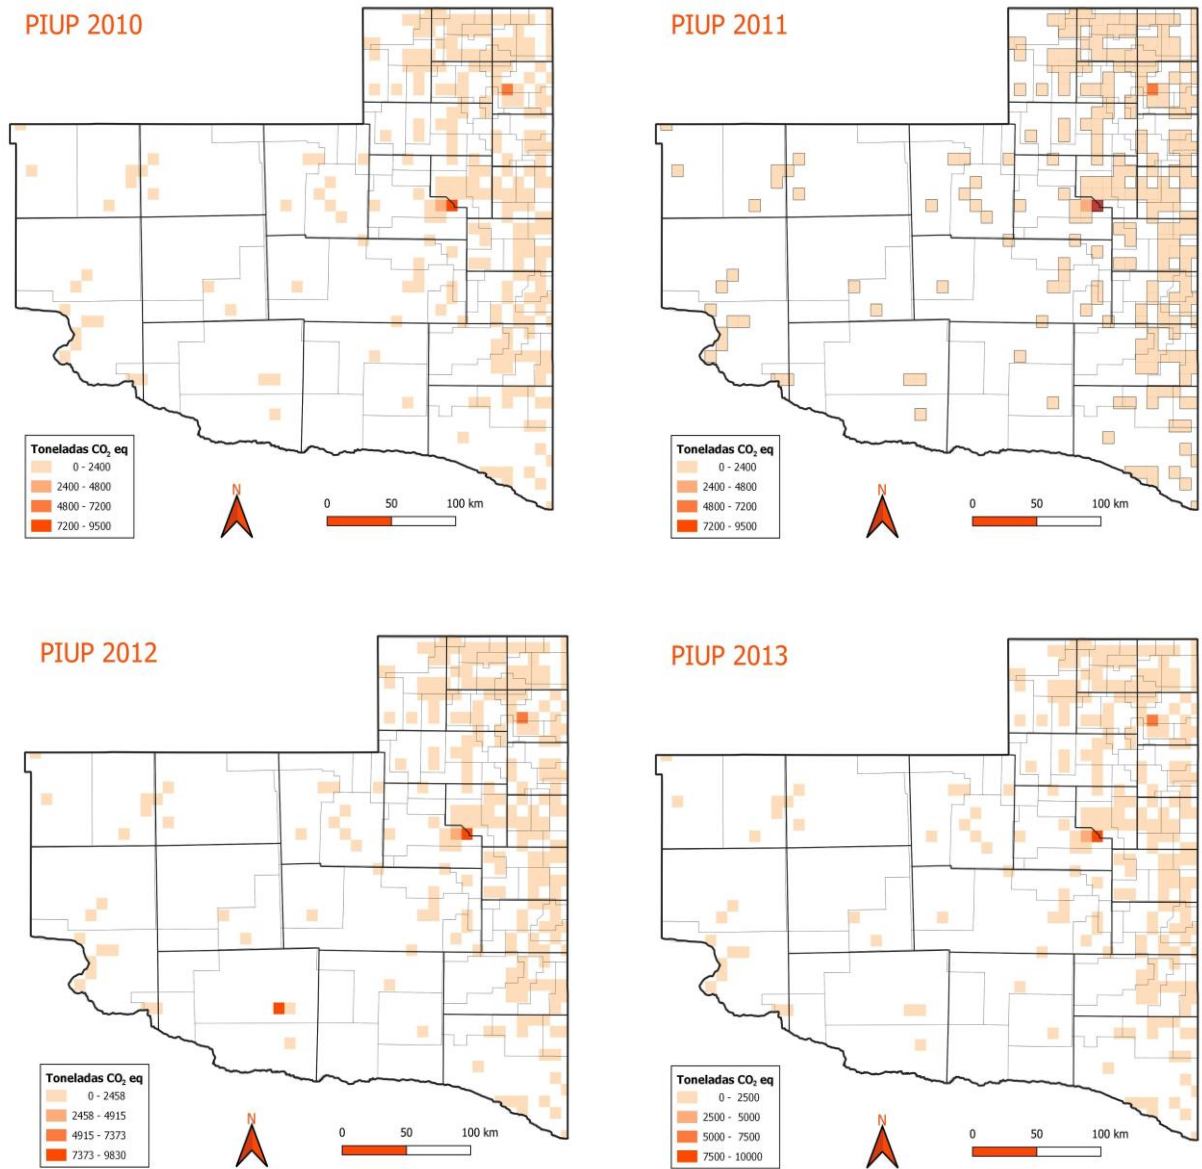 PIUP 2010
Toneladas CO₂ eq
0 - 2400
2400 - 4800
4800 - 7200
7200 - 9500
N
0 50 100 km
PIUP 2011
Toneladas CO₂ eq
0 - 2400
2400 - 4800
4800 - 7200
7200 - 9500
N
0 50 100 km
PIUP 2012
Toneladas CO₂ eq
0 - 2458
2458 - 4915
4915 - 7373
7373 - 9830
N
0 50 100 km
PIUP 2013
Toneladas CO₂ eq
0 - 2500
2500 - 5000
5000 - 7500
7500 - 10000
N
0 50 100 km